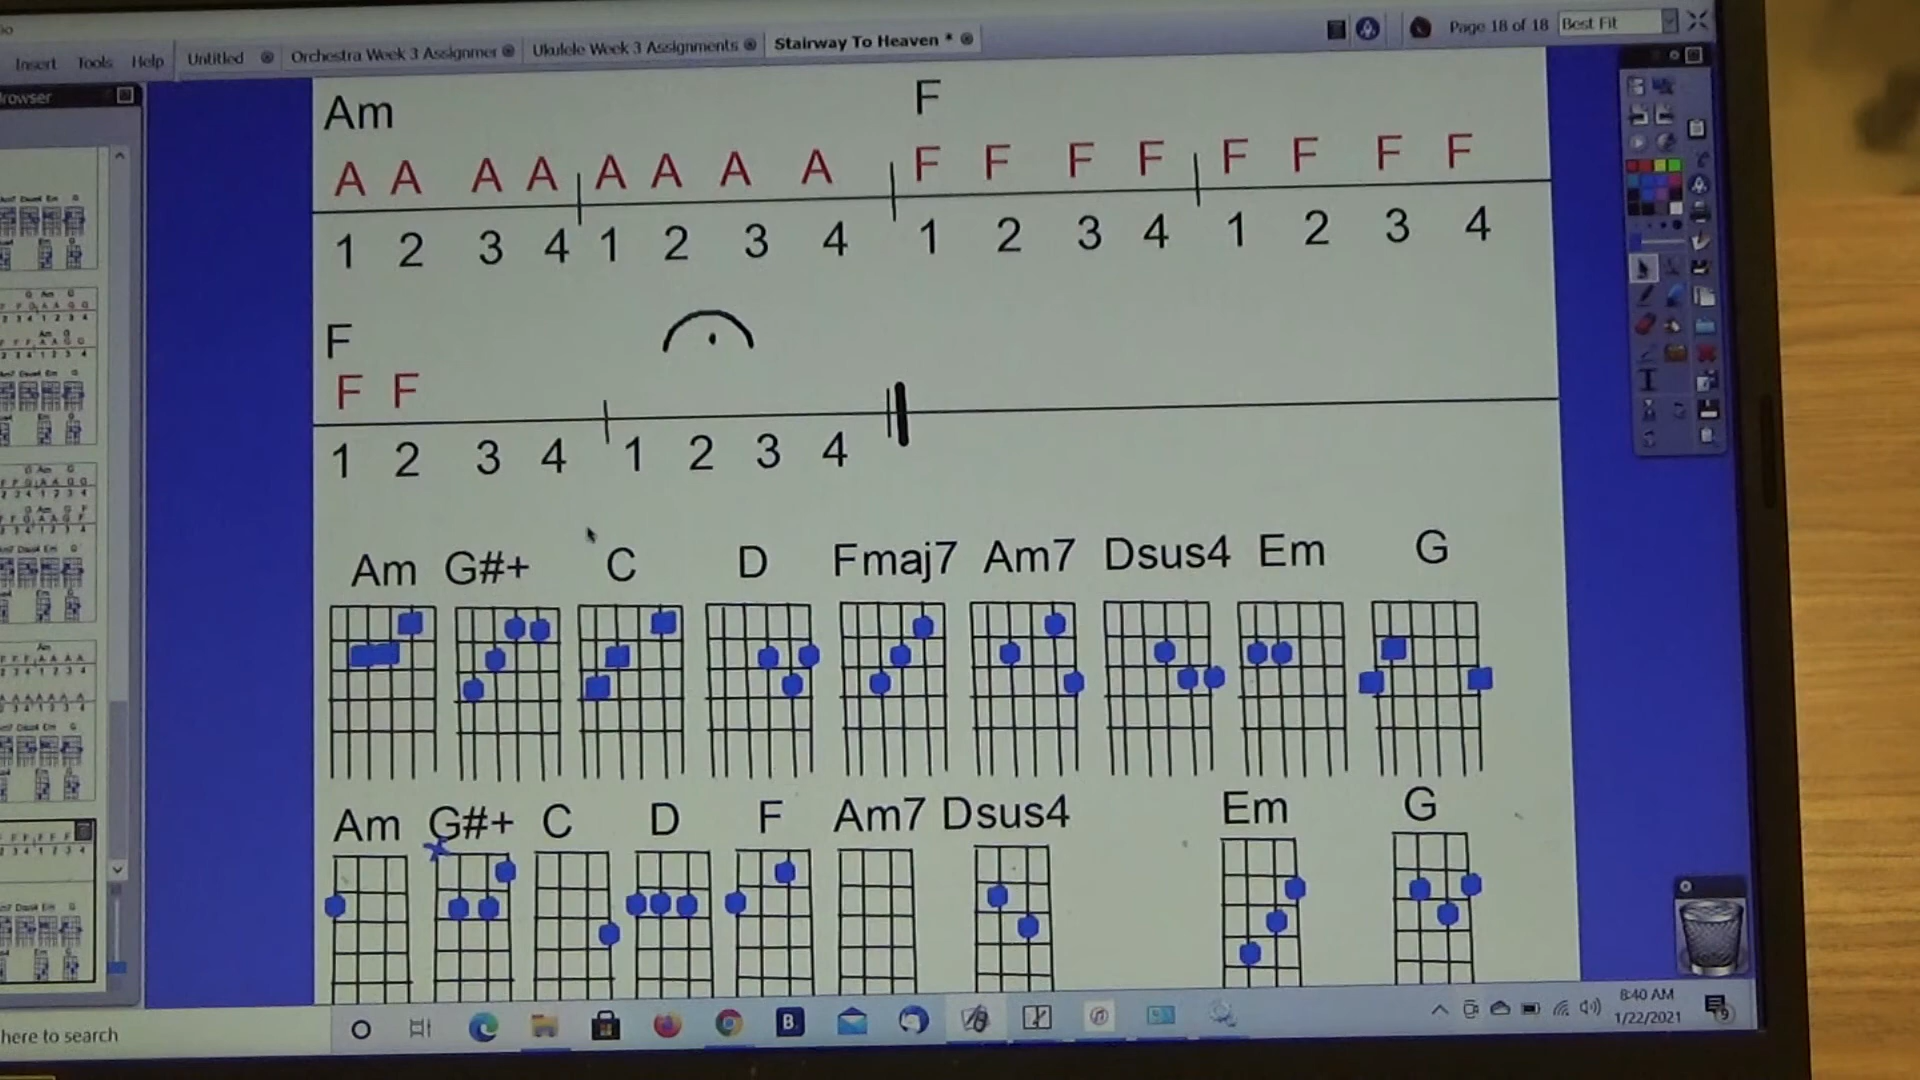 Page 18 of 18 Best Fit
Insert Tools Help Untitled Orchestra Week 3 Assignmer Ukulele Week 3 Assignments Stairway To Heaven *
rowser
Am F
A A A A A A A A F F F F F F F F
1 2 3 4 1 2 3 4 1 2 3 4 1 2 3 4
F
F F
1 2 3 4 1 2 3 4
Am G#+ C D Fmaj7 Am7 Dsus4 Em G
Am G#+ C D F Am7 Dsus4 Em G
here to search
B
8:40 AM
1/22/2021
9